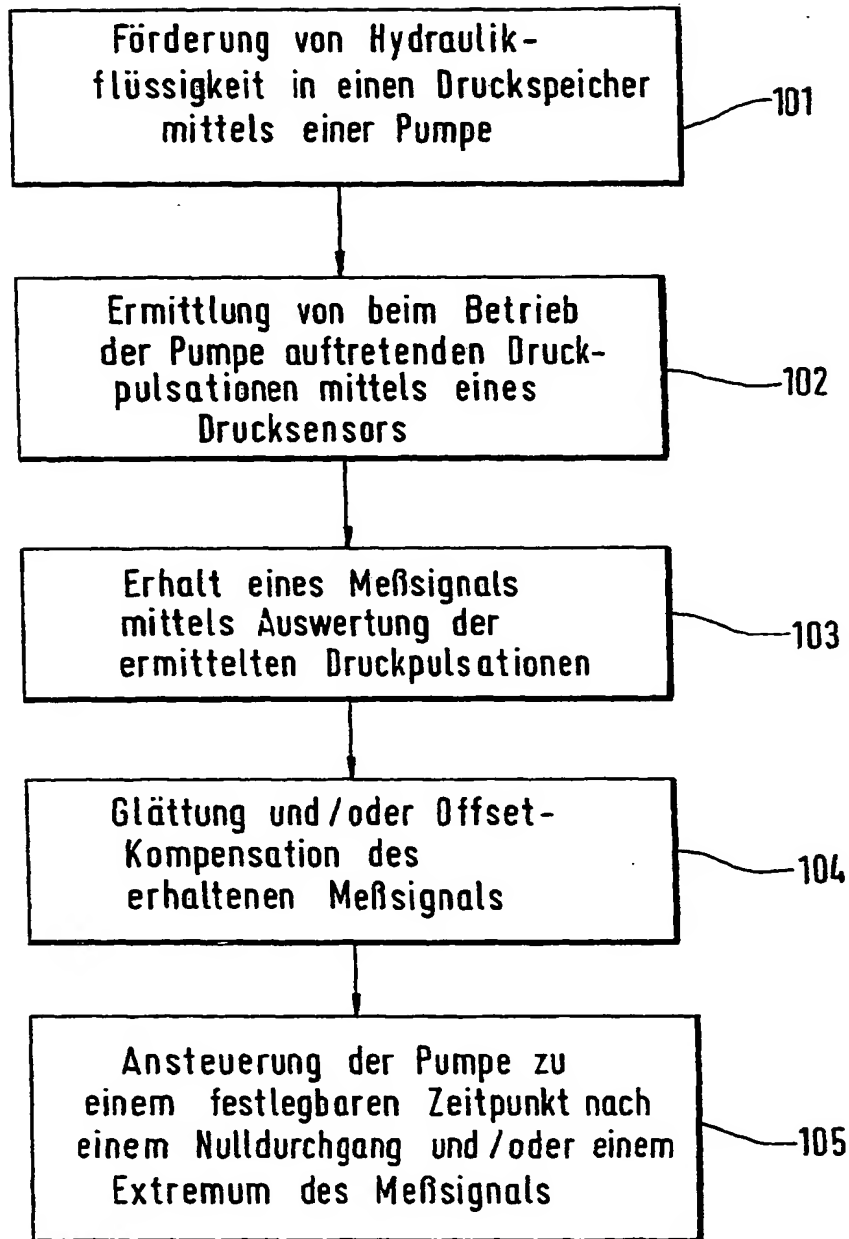 Förderung von Hydraulik-
flüssigkeit in einen Druckspeicher
mittels einer Pumpe
101
Ermittlung von beim Betrieb
der Pumpe auftretenden Druck-
pulsationen mittels eines
Drucksensors
102
Erhalt eines Meßsignals
mittels Auswertung der
ermittelten Druckpulsationen
103
Glättung und/oder Offset-
Kompensation des
erhaltenen Meßsignals
104
Ansteuerung der Pumpe zu
einem festlegbaren Zeitpunkt nach
einem Nulldurchgang und/oder einem
Extremum des Meßsignals
105